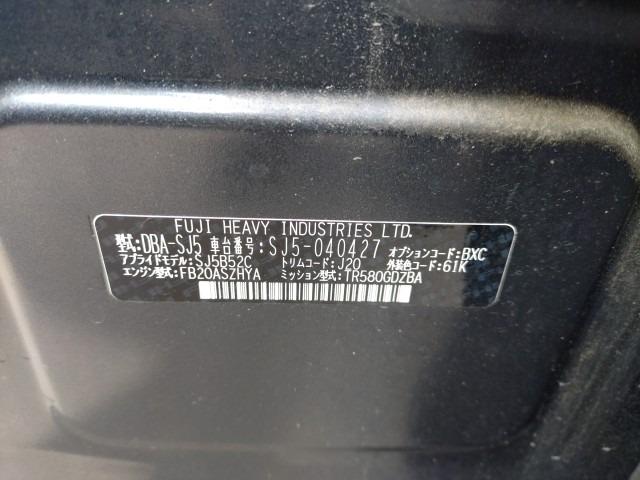 FUJI HEAVY INDUSTRIES LTD.
型式:DBA-SJ5 車台番号:SJ5-040427 オプションコード:BXC
アプライドモデル:SJ5B52C トリムコード:J20 外装色コード:61K
エンジン型式:FB20ASZHYA ミッション型式:TR580GDZBA